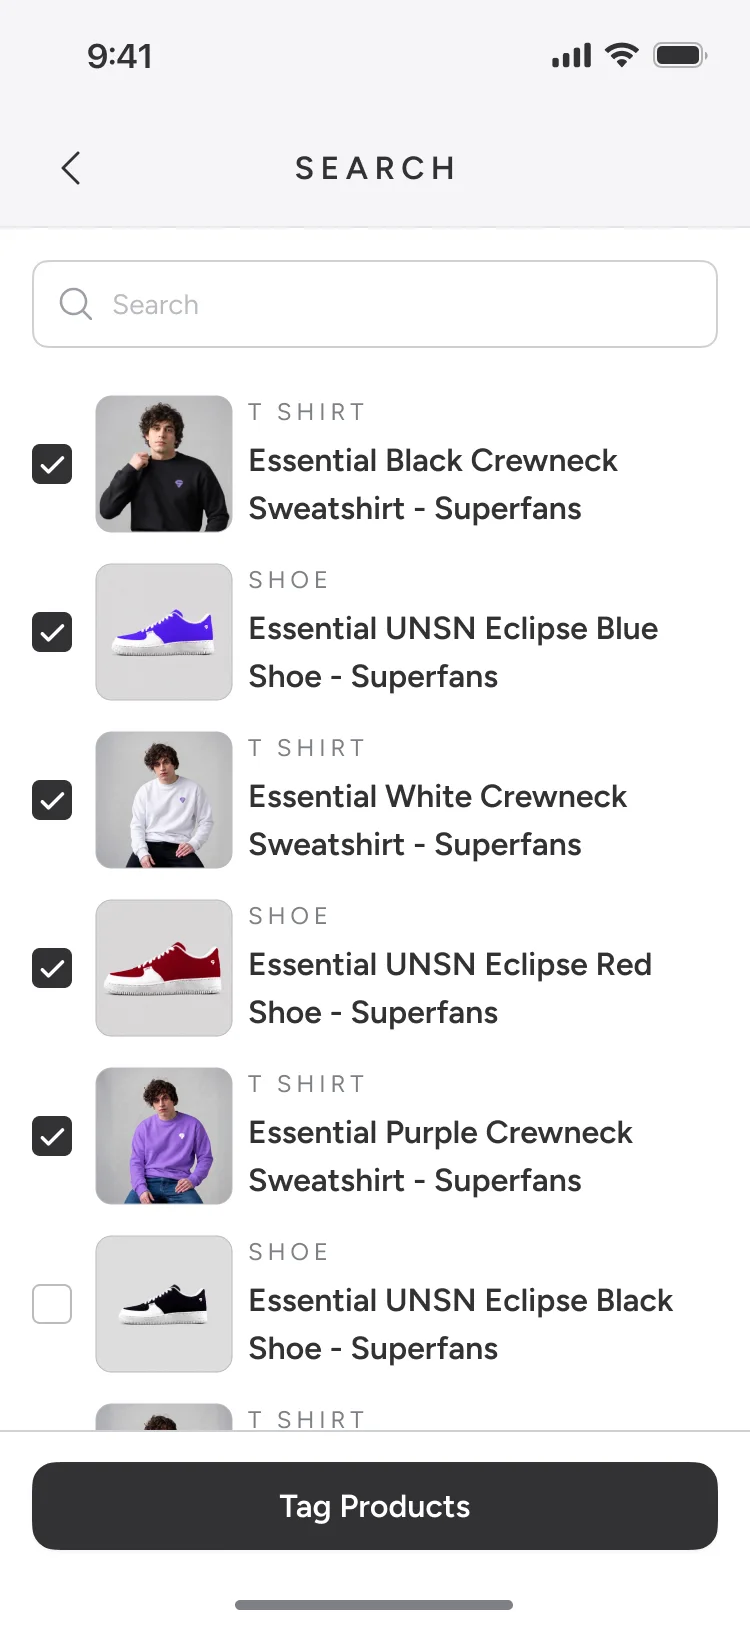 9:41
SEARCH
Search
T SHIRT
Essential Black Crewneck
Sweatshirt - Superfans
SHOE
Essential UNSN Eclipse Blue
Shoe - Superfans
T SHIRT
Essential White Crewneck
Sweatshirt - Superfans
SHOE
Essential UNSN Eclipse Red
Shoe - Superfans
T SHIRT
Essential Purple Crewneck
Sweatshirt - Superfans
SHOE
Essential UNSN Eclipse Black
Shoe - Superfans
T SHIRT
Tag Products